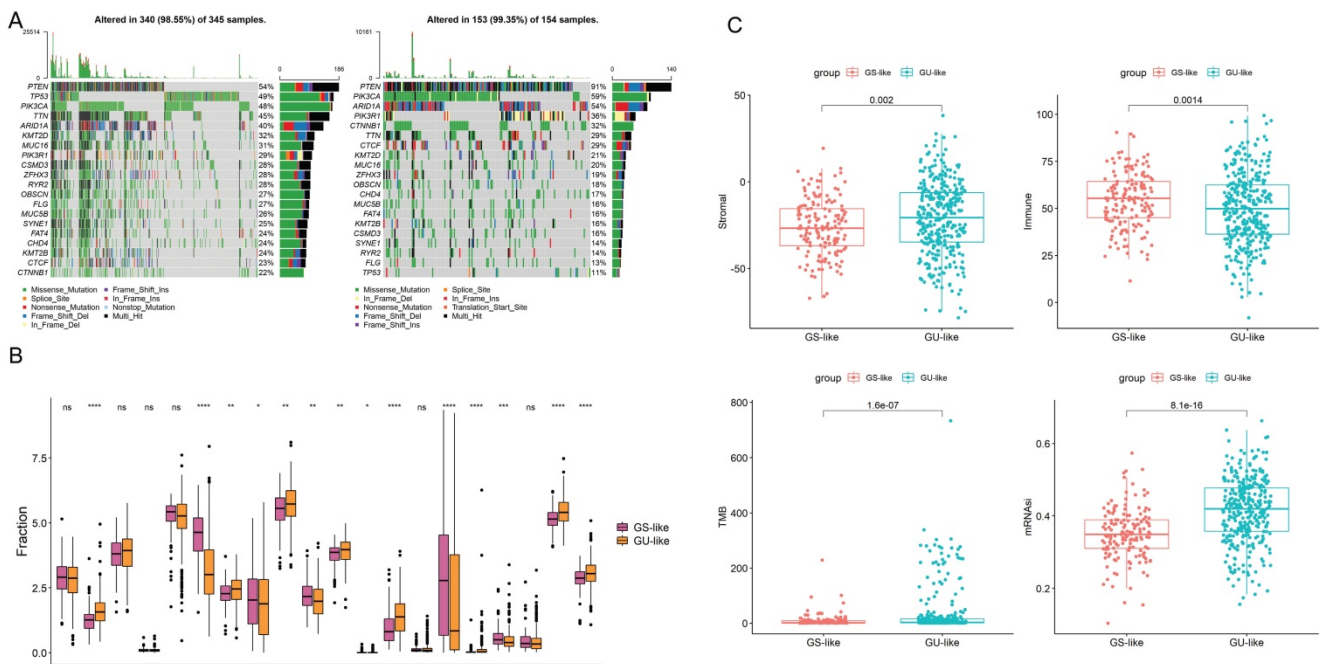 A
Altered in 340 (98.55%) of 345 samples.
25514
0
0 166
PTEN 54%
TP53 49%
PIK3CA 48%
TTN 45%
ARID1A 40%
KMT2D 32%
MUC16 31%
PIK3R1 29%
CSMD3 28%
ZFHX3 28%
RYR2 28%
OBSCN 27%
FLG 27%
MUC5B 26%
SYNE1 25%
FAT4 24%
CHD4 24%
KMT2B 24%
CTCF 23%
CTNNB1 22%
Missense_Mutation
Splice_Site
Nonsense_Mutation
Frame_Shift_Del
In_Frame_Del
Frame_Shift_Ins
In_Frame_Ins
Nonstop_Mutation
Multi_Hit
Altered in 153 (99.35%) of 154 samples.
10161
0
0 140
PTEN 91%
PIK3CA 59%
ARID1A 54%
PIK3R1 36%
CTNNB1 32%
TTN 29%
CTCF 29%
KMT2D 21%
MUC16 20%
ZFHX3 19%
OBSCN 18%
CHD4 17%
MUC5B 16%
FAT4 16%
KMT2B 16%
CSMD3 16%
SYNE1 14%
RYR2 14%
FLG 13%
TP53 11%
Missense_Mutation
In_Frame_Del
Nonsense_Mutation
Frame_Shift_Del
Frame_Shift_Ins
Splice_Site
In_Frame_Ins
Translation_Start_Site
Multi_Hit
B
ns **** ns ns ns **** ** * ** ** ** * **** ns **** **** *** ns **** ****
Fraction
7.5
5.0
2.5
0.0
GS-like
GU-like
C
group GS-like GU-like
0.002
Stromal
50
0
-50
GS-like GU-like
group GS-like GU-like
0.0014
Immune
100
75
50
25
0
GS-like GU-like
group GS-like GU-like
1.6e-07
TMB
800
600
400
200
0
GS-like GU-like
group GS-like GU-like
8.1e-16
mRNAsi
0.6
0.4
0.2
GS-like GU-like